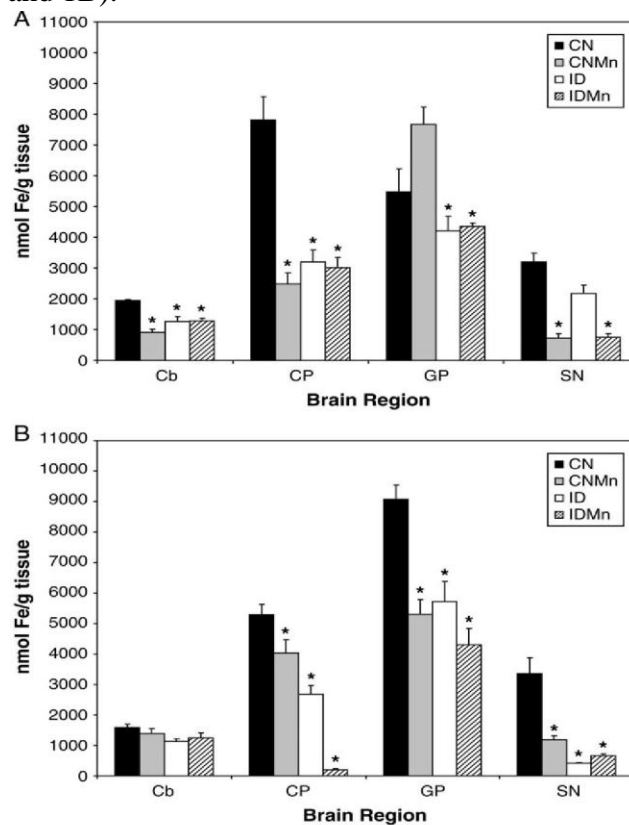 and 1B).
A
11000
10000
9000
8000
7000
6000
5000
4000
3000
2000
1000
0
nmol Fe/g tissue
CN
CNMn
ID
IDMn
* * *
* * *
* *
* *
Cb CP GP SN
Brain Region
B
11000
10000
9000
8000
7000
6000
5000
4000
3000
2000
1000
0
nmol Fe/g tissue
CN
CNMn
ID
IDMn
* * *
* * *
* * *
Cb CP GP SN
Brain Region